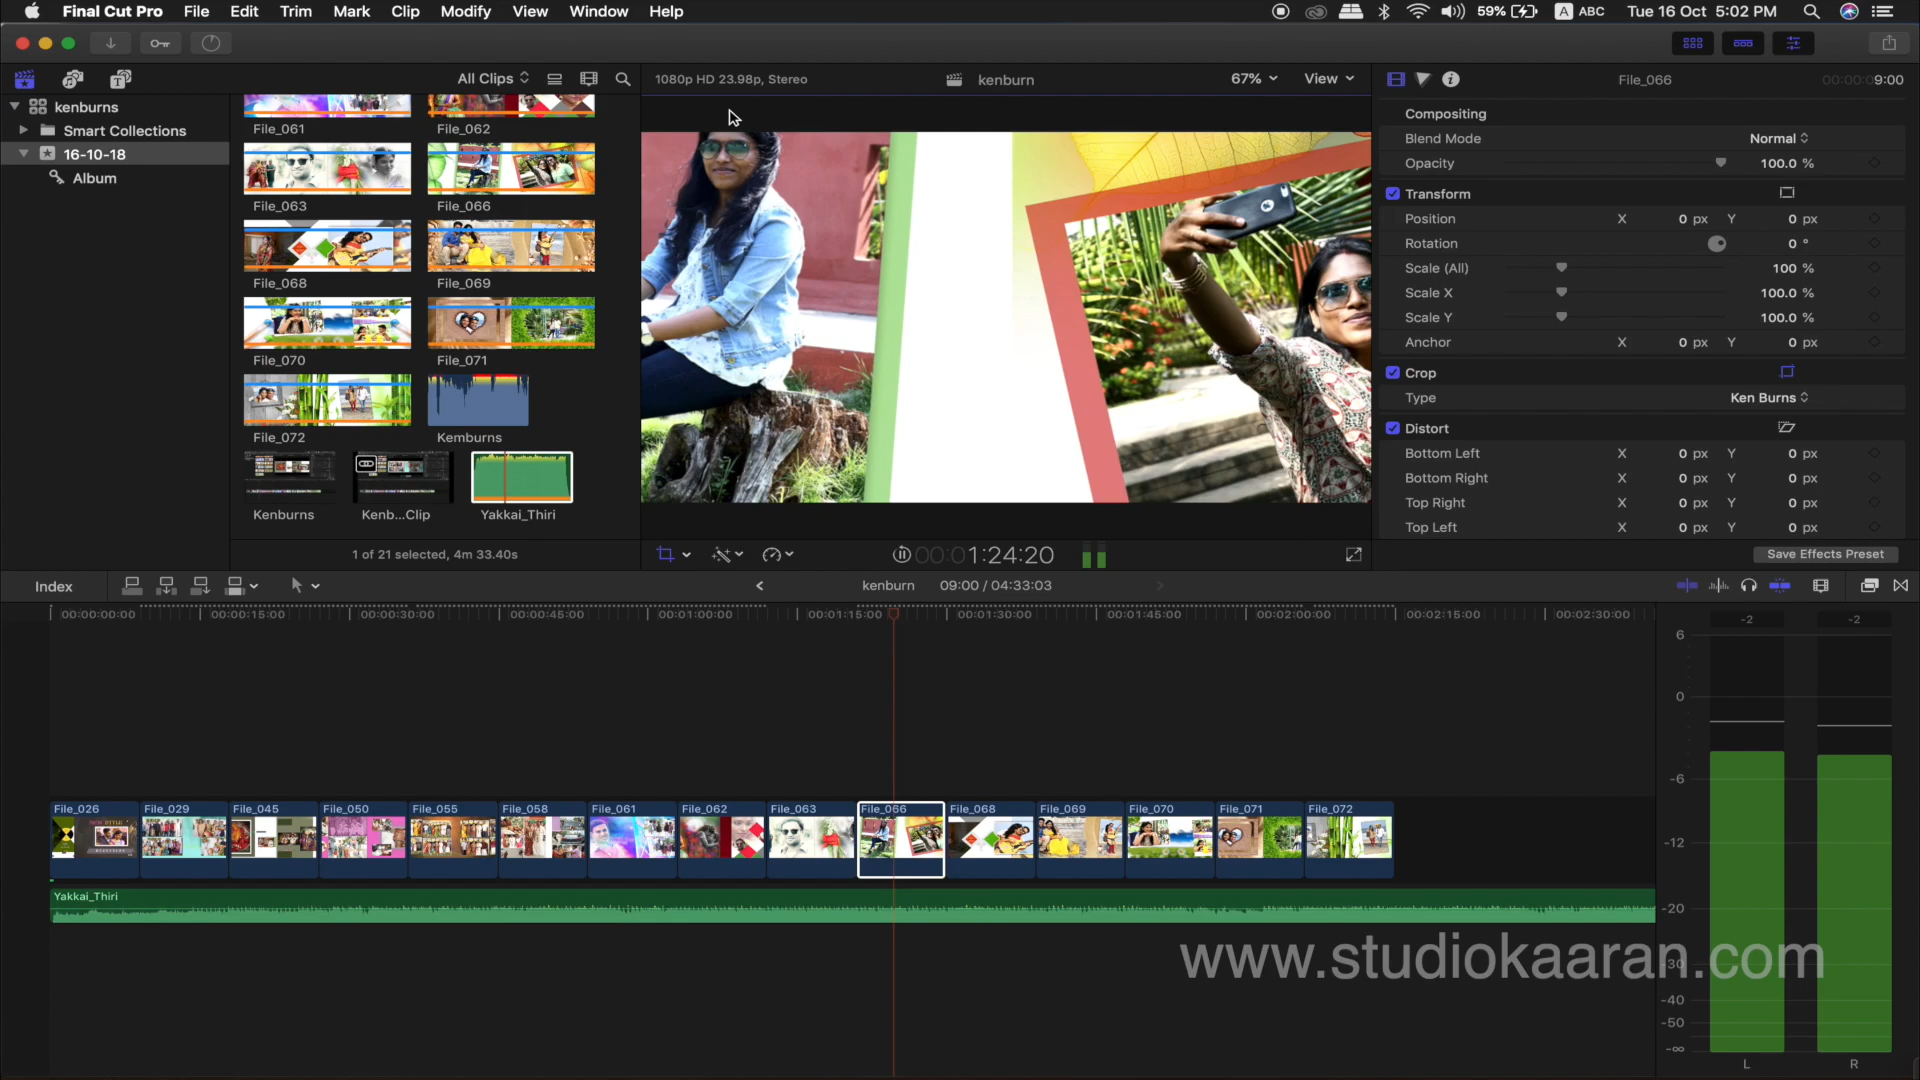 Final Cut Pro File Edit Trim Mark Clip Modify View Window Help 59% A ABC Tue 16 Oct 5:02 PM
All Clips 1080p HD 23.98p, Stereo kenburn 67% View File_066 00:00:09:00
kenburns
Smart Collections
16-10-18
Album
File_061 File_062
File_063 File_066
File_068 File_069
File_070 File_071
File_072 Kemburns
Kenburns Kenb...Clip Yakkai_Thiri
1 of 21 selected, 4m 33.40s
Compositing
Blend Mode Normal
Opacity 100.0 %
Transform
Position X 0 px Y 0 px
Rotation 0 °
Scale (All) 100 %
Scale X 100.0 %
Scale Y 100.0 %
Anchor X 0 px Y 0 px
Crop
Type Ken Burns
Distort
Bottom Left X 0 px Y 0 px
Bottom Right X 0 px Y 0 px
Top Right X 0 px Y 0 px
Top Left X 0 px Y 0 px
00:00:1:24:20 Save Effects Preset
Index kenburn 09:00 / 04:33:03
00:00:00:00 00:00:15:00 00:00:30:00 00:00:45:00 00:01:00:00 00:01:15:00 00:01:30:00 00:01:45:00 00:02:00:00 00:02:15:00 00:02:30:00
-2 -2
6
0
-6
-12
-20
-30
-40
-50
-∞
L R
File_026 File_029 File_045 File_050 File_055 File_058 File_061 File_062 File_063 File_066 File_068 File_069 File_070 File_071 File_072
Yakkai_Thiri
www.studiokaaran.com